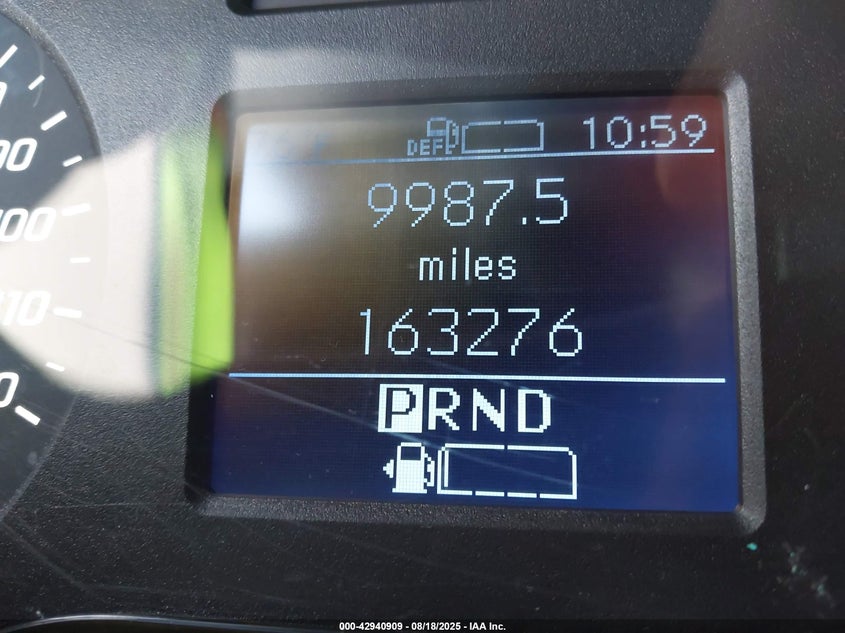 DEF 10:59
9987.5
miles
163276
PRND
000-42940909 - 08/18/2025 - IAA Inc.